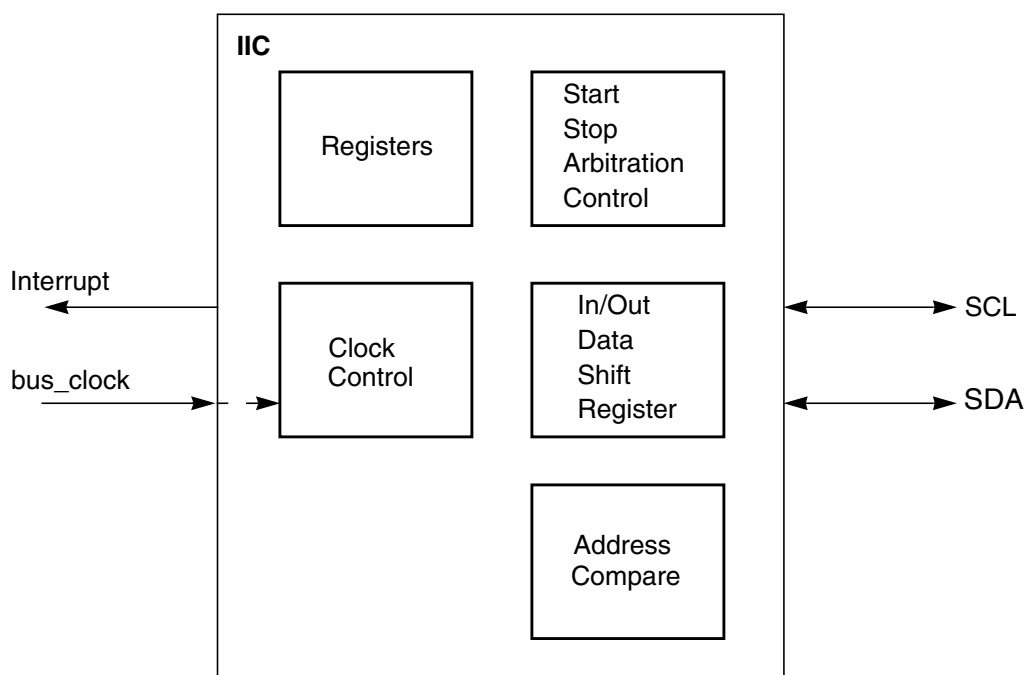 IIC
Registers
Start
Stop
Arbitration
Control
Interrupt
bus_clock
Clock
Control
In/Out
Data
Shift
Register
SCL
SDA
Address
Compare